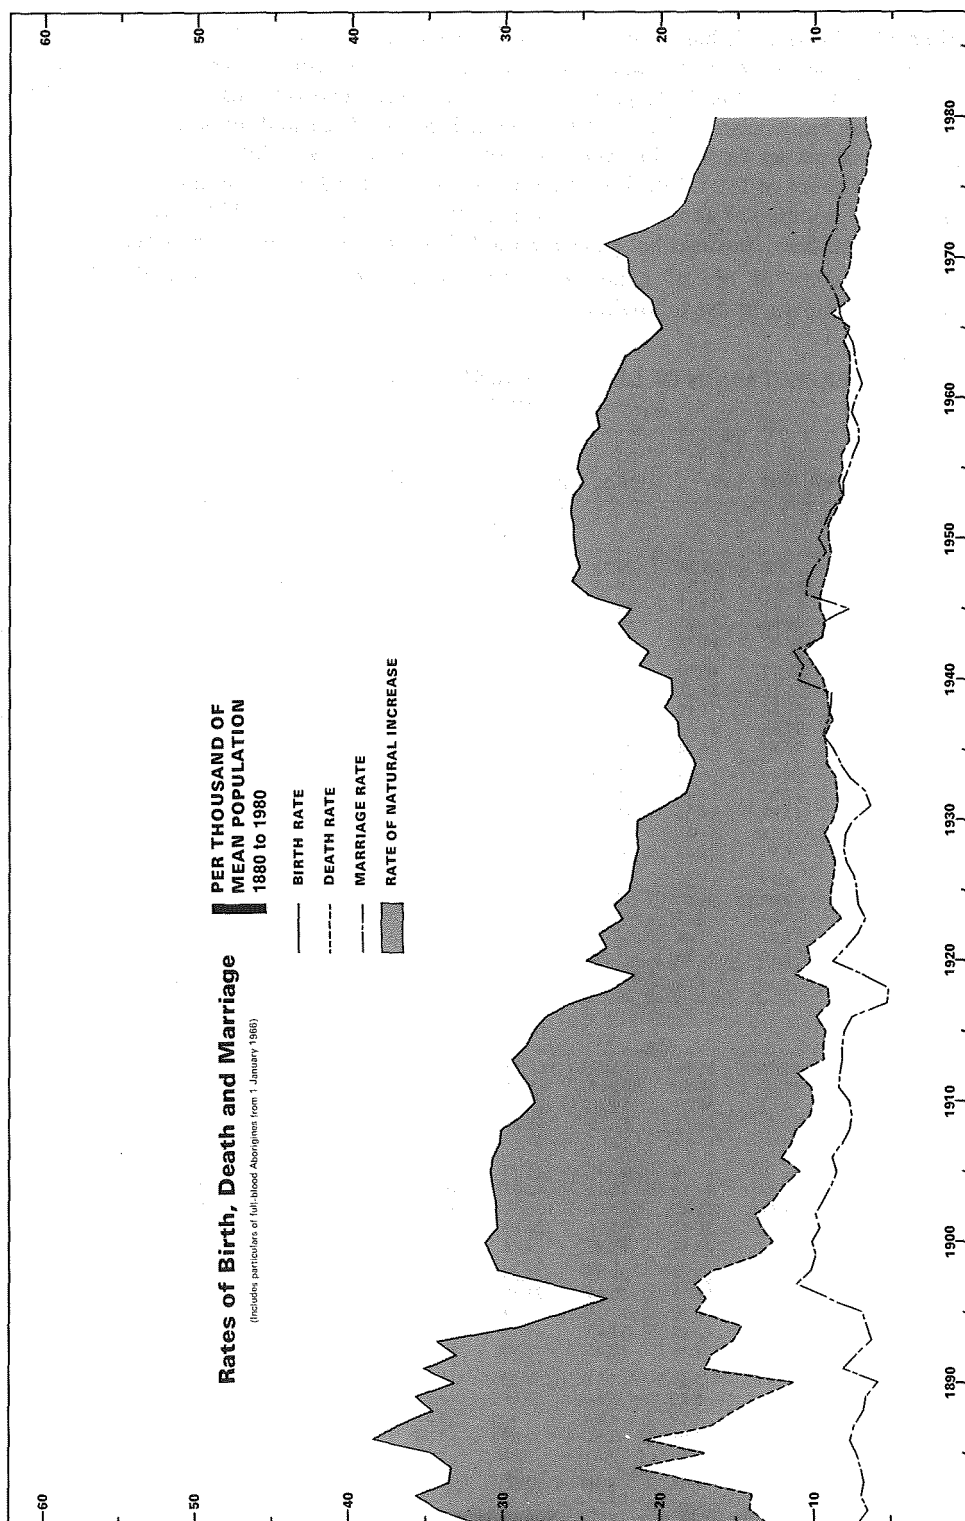 Rates of Birth, Death and Marriage
(Includes particulars of full-blood Aborigines from 1 January 1966)
PER THOUSAND OF
MEAN POPULATION
1880 to 1980
BIRTH RATE
DEATH RATE
MARRIAGE RATE
RATE OF NATURAL INCREASE
60
50
40
30
20
10
60
50
40
30
20
10
1890
1900
1910
1920
1930
1940
1950
1960
1970
1980